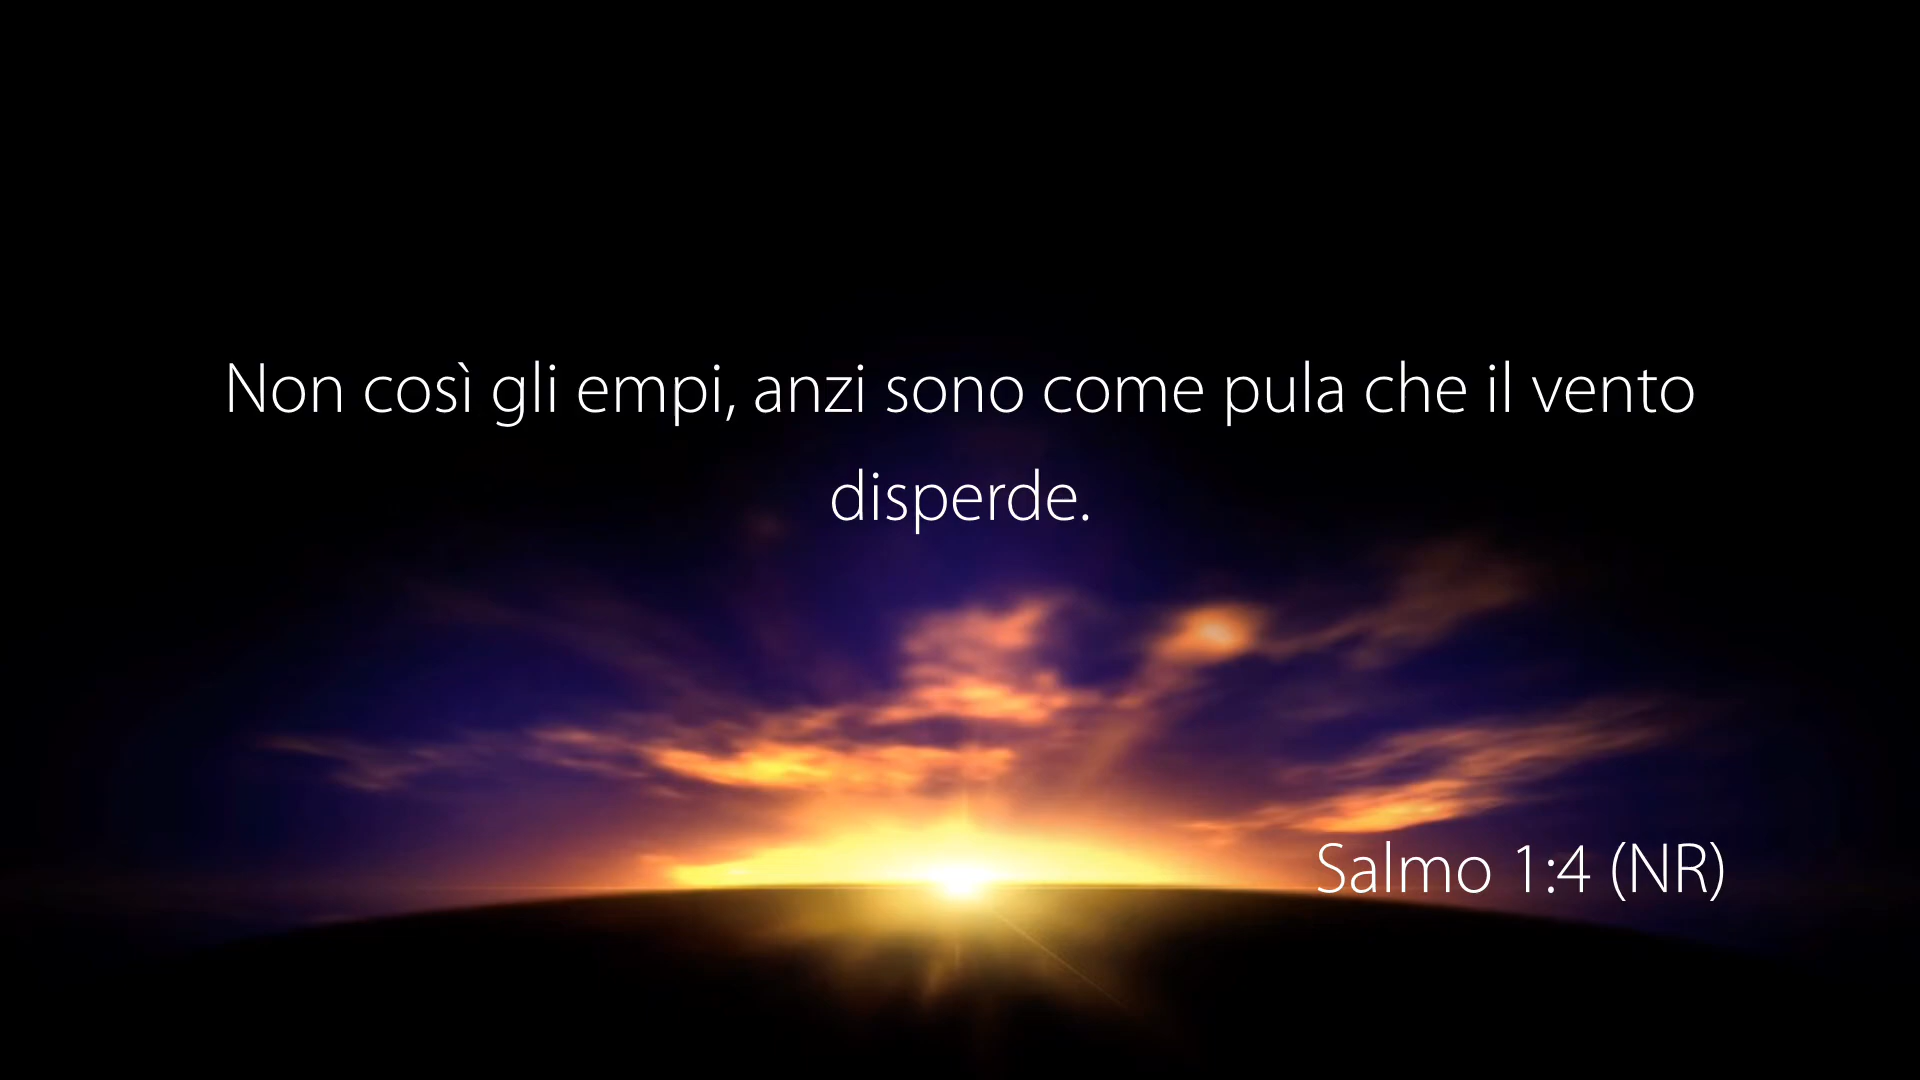 Non così gli empi, anzi sono come pula che il vento
disperde.
Salmo 1:4 (NR)